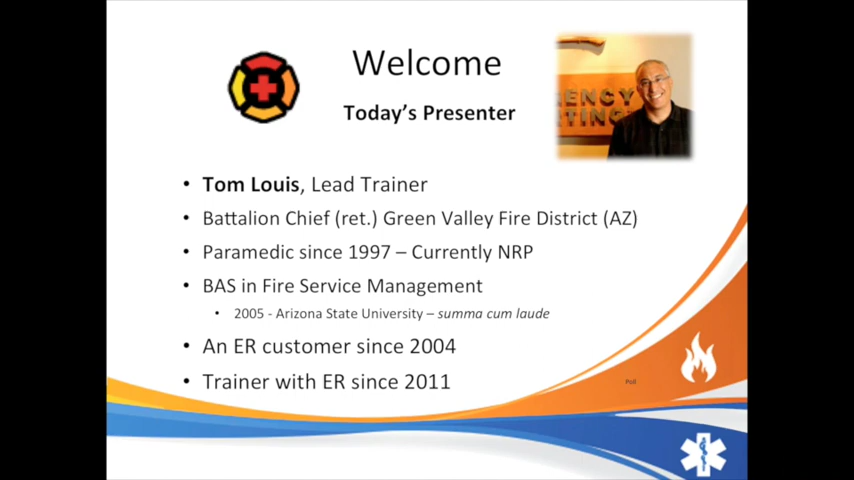 Welcome
Today's Presenter
• Tom Louis, Lead Trainer
• Battalion Chief (ret.) Green Valley Fire District (AZ)
• Paramedic since 1997 – Currently NRP
• BAS in Fire Service Management
• 2005 - Arizona State University – summa cum laude
• An ER customer since 2004
• Trainer with ER since 2011
Poll